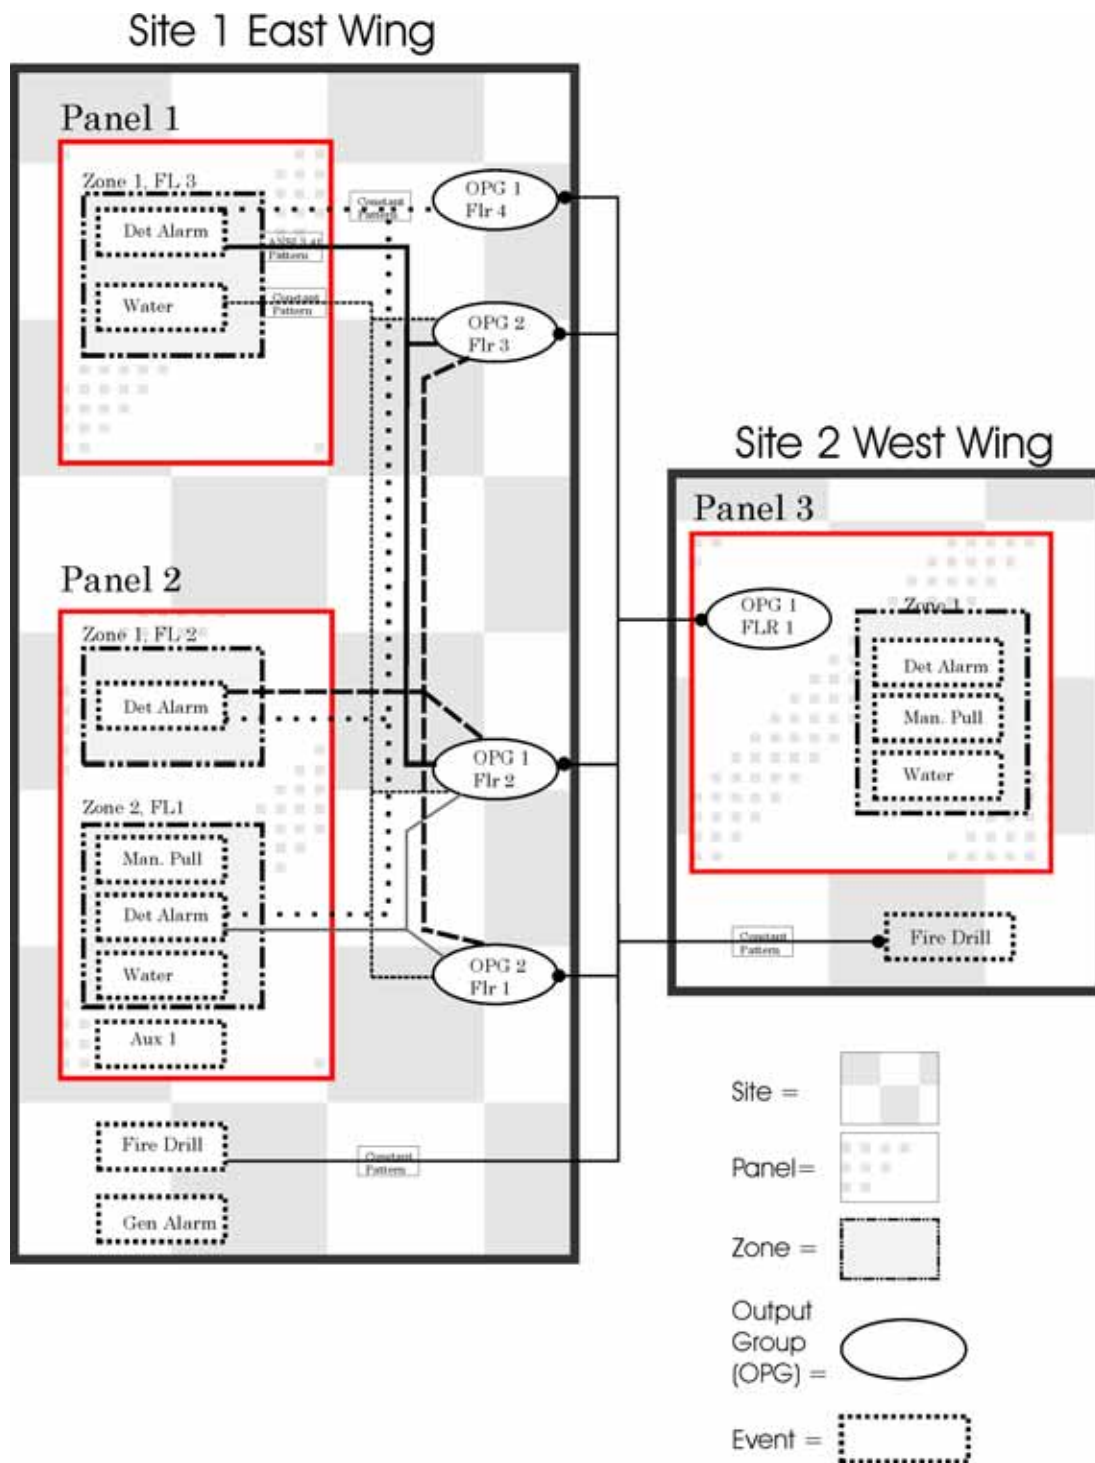 Site 1 East Wing
Panel 1
Zone 1, FL 3
Det Alarm
Water
Constant
Pattern
Pattern
Constant
Pattern
OPG 1
Flr 4
OPG 2
Flr 3
Panel 2
Zone 1, FL 2
Det Alarm
Zone 2, FL1
Man. Pull
Det Alarm
Water
Aux 1
OPG 1
Flr 2
OPG 2
Flr 1
Fire Drill
Constant
Pattern
Gen Alarm
Site 2 West Wing
Panel 3
OPG 1
FLR 1
Zone 1
Det Alarm
Man. Pull
Water
Constant
Pattern
Fire Drill
Site =
Panel=
Zone =
Output
Group
(OPG) =
Event =